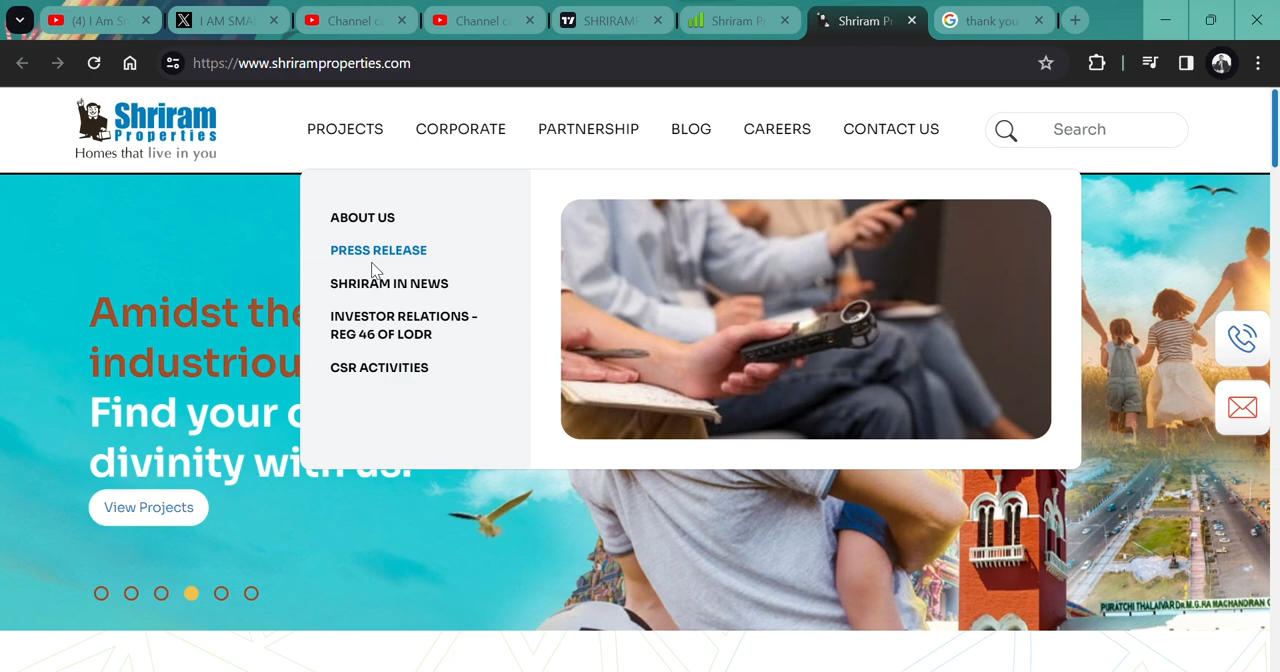 (4) I Am Sm
I AM SMA
Channel c
Channel c
SHRIRAM
Shriram Pr
Shriram Pr
thank you
https://www.shriramproperties.com
Shriram
Properties
Homes that live in you
PROJECTS
CORPORATE
PARTNERSHIP
BLOG
CAREERS
CONTACT US
Search
ABOUT US
PRESS RELEASE
SHRIRAM IN NEWS
INVESTOR RELATIONS -
REG 46 OF LODR
CSR ACTIVITIES
Amidst the
industriou
Find your
divinity with us.
View Projects
PURATCHI THALAIVAR Dr.M.G.RAMACHANDRAN C